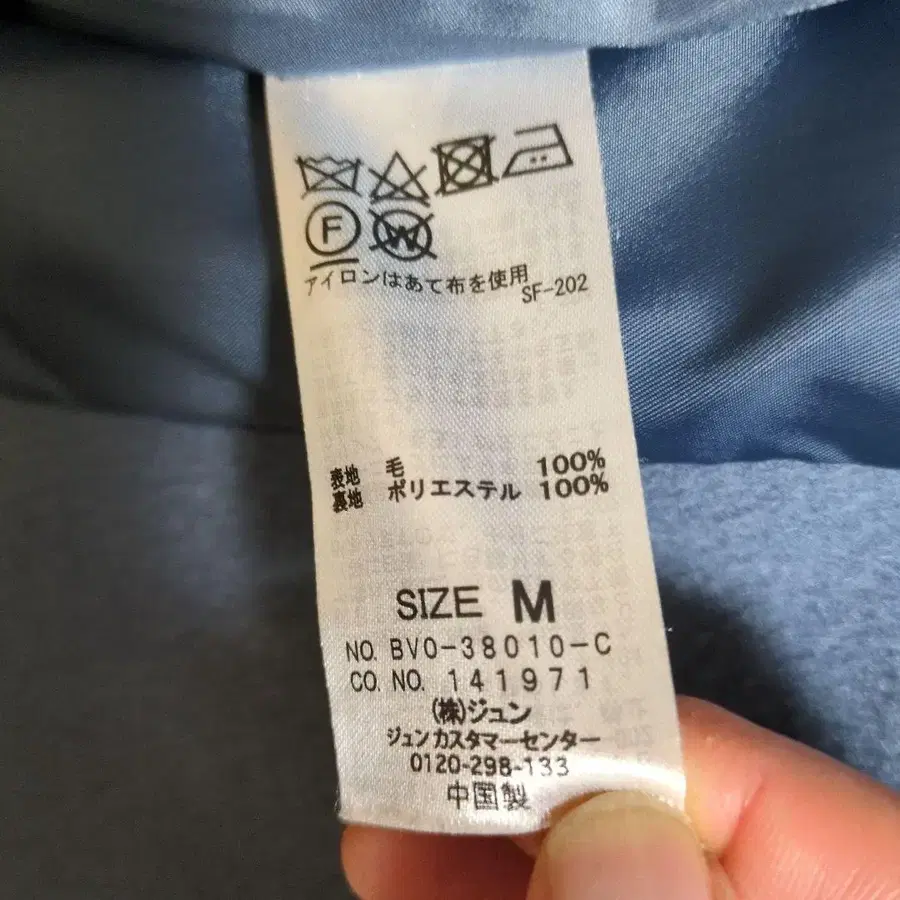 F W
アイロンはあて布を使用
SF-202
表地 毛 100%
裏地 ポリエステル 100%
SIZE M
NO. BVO-38010-C
CO. NO. 141971
(株)ジュン
ジュンカスタマーセンター
0120-298-133
中国製